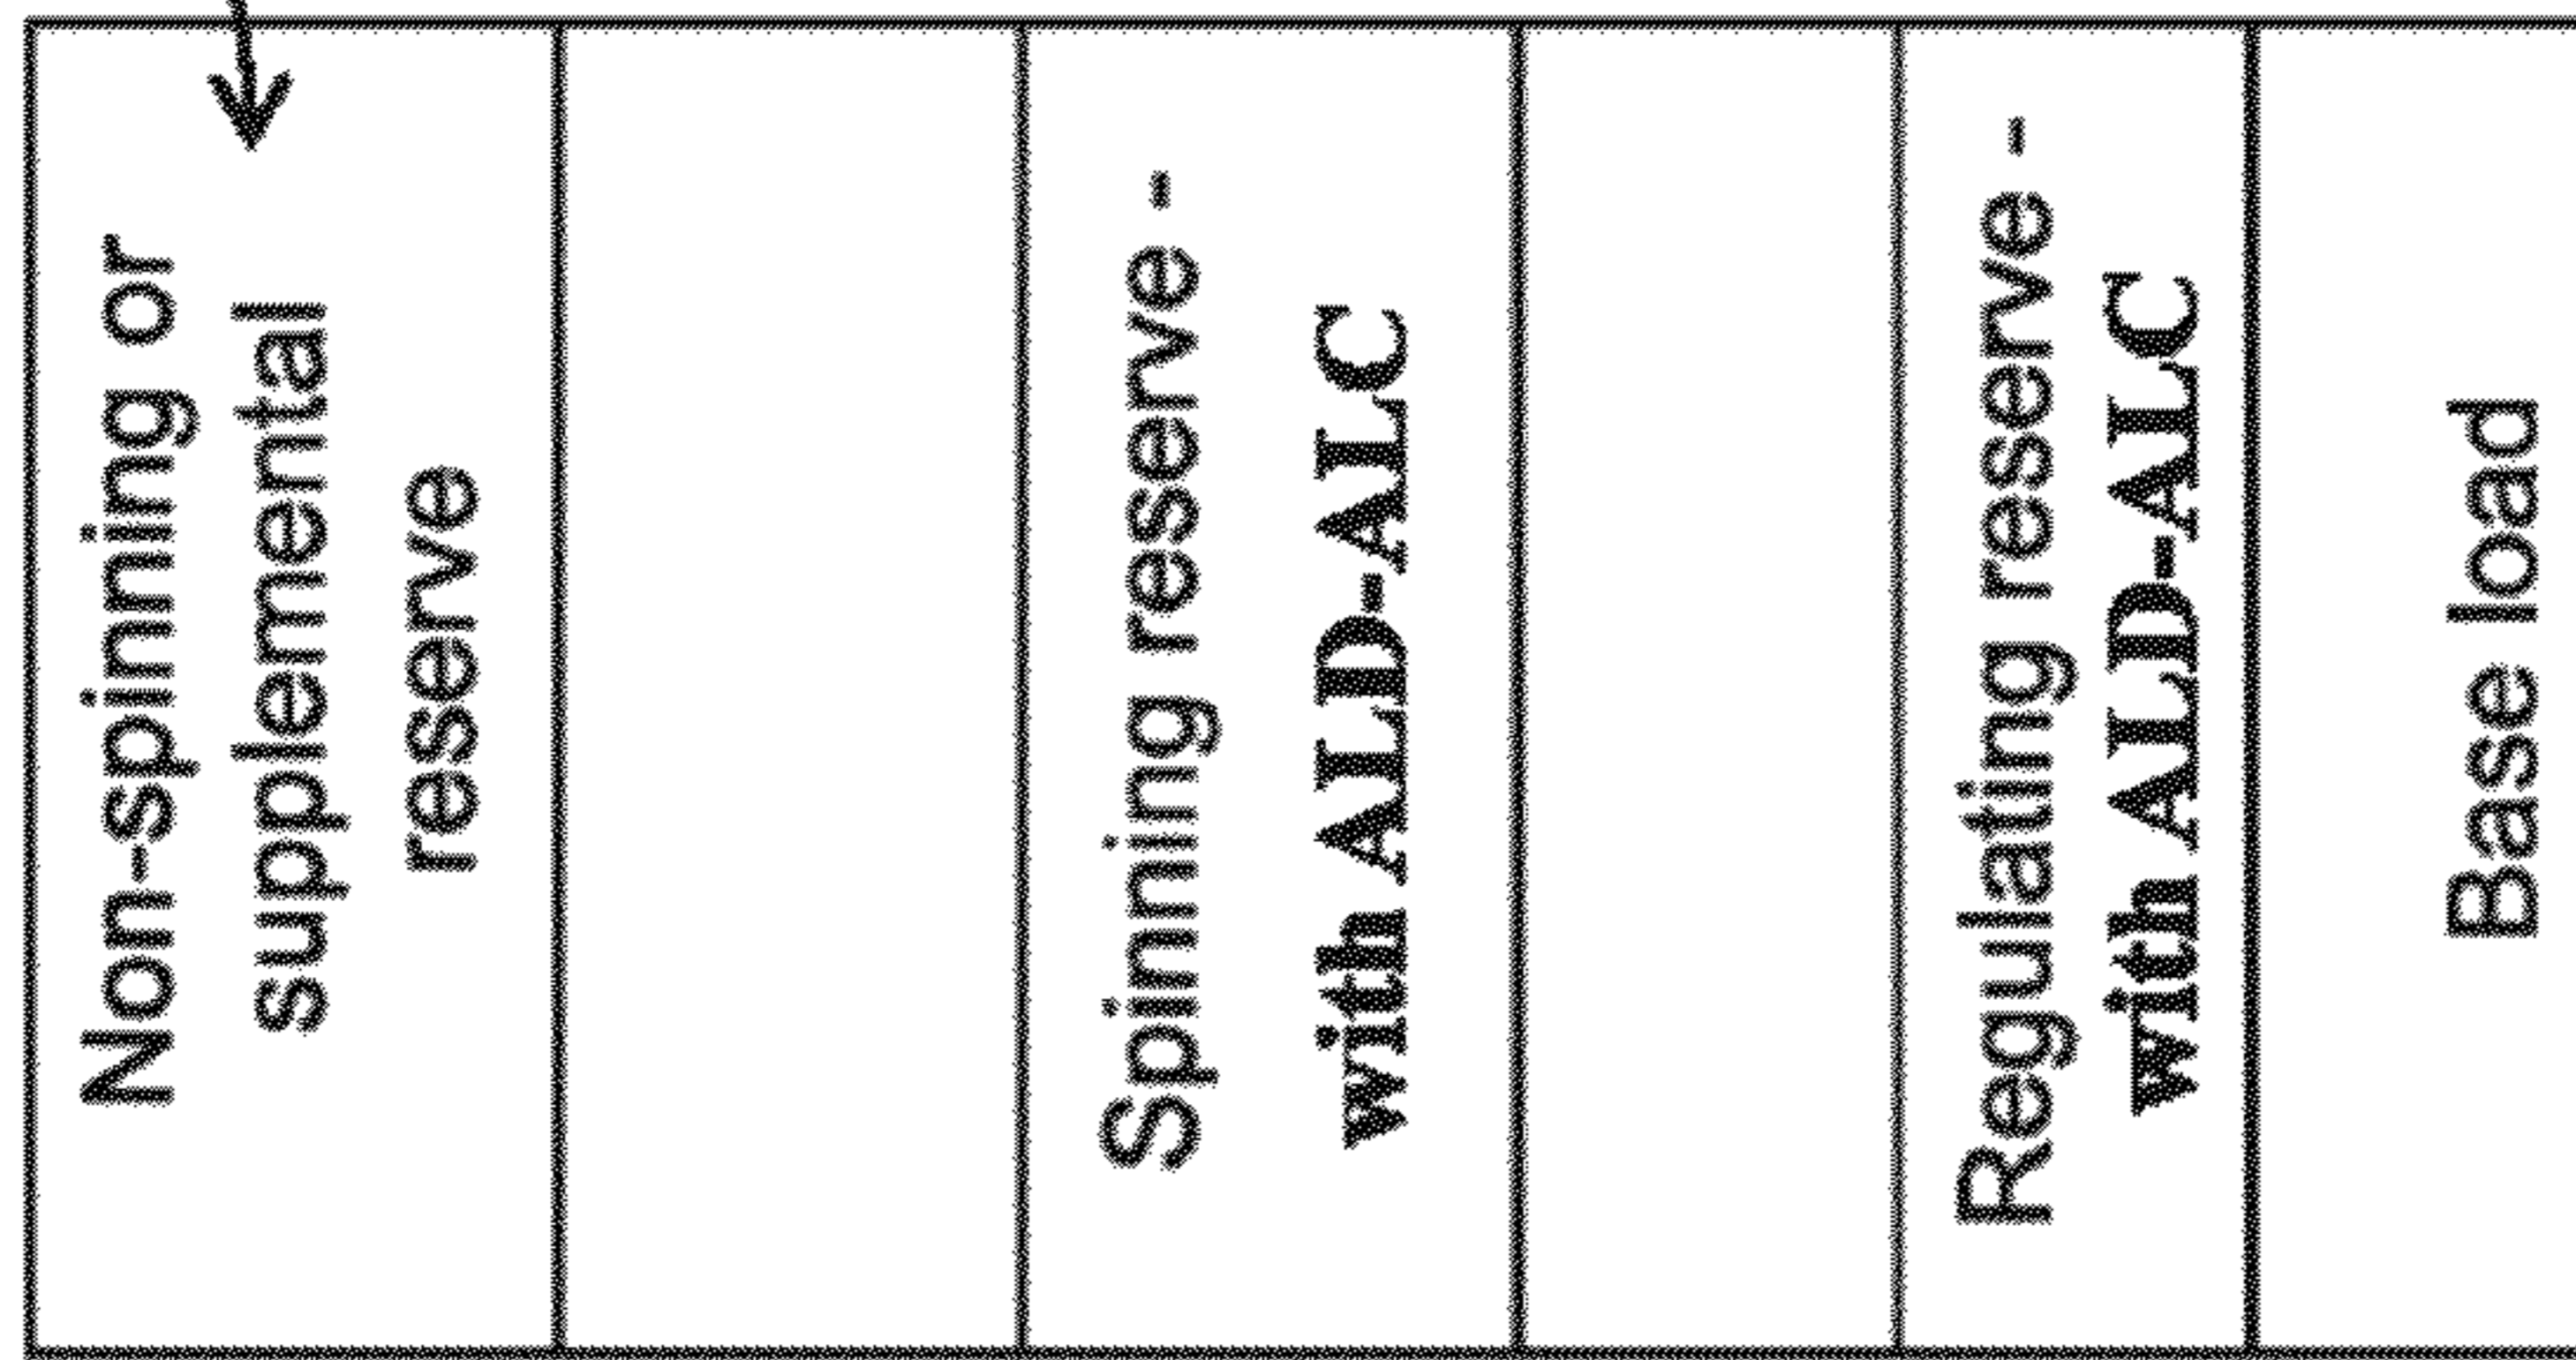 Non-spinning or
supplemental
reserve
Spinning reserve -
with ALD-ALC
Regulating reserve -
with ALD-ALC
Base load